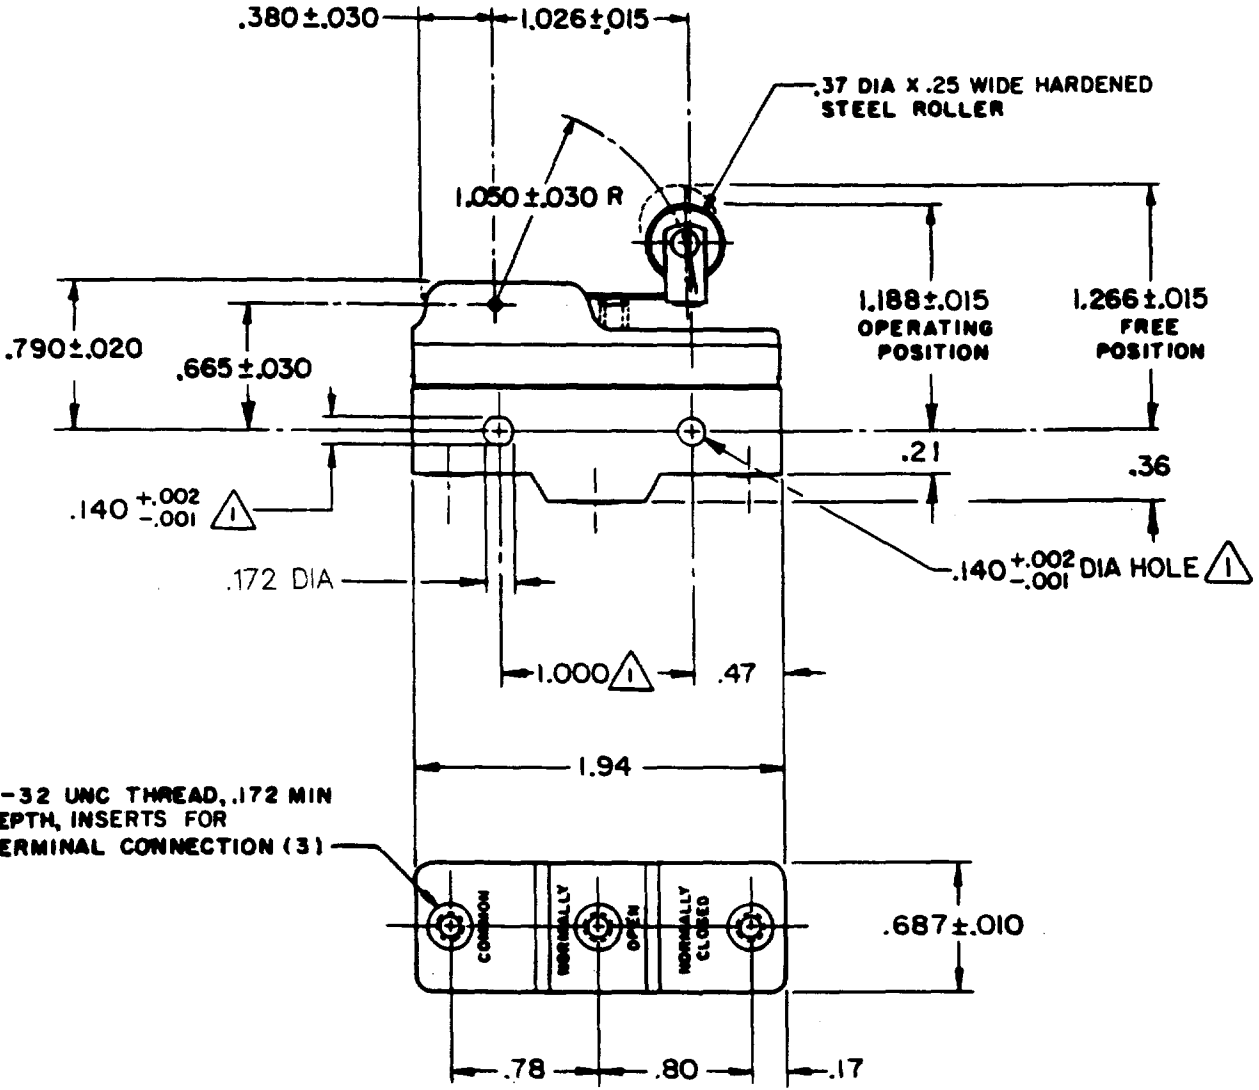 .380±.030
1.026±.015
.37 DIA X .25 WIDE HARDENED
STEEL ROLLER
1.050±.030 R
1.188±.015
OPERATING
POSITION
1.266±.015
FREE
POSITION
.790±.020
.665±.030
.21
.36
.140 +.002
-.001 1
.172 DIA
.140 +.002
-.001 DIA HOLE 1
1.000 1
.47
1.94
-32 UNC THREAD, .172 MIN
EPTH, INSERTS FOR
ERMINAL CONNECTION (3)
COMMON
NORMALLY
OPEN
NORMALLY
CLOSED
.687±.010
.78
.80
.17